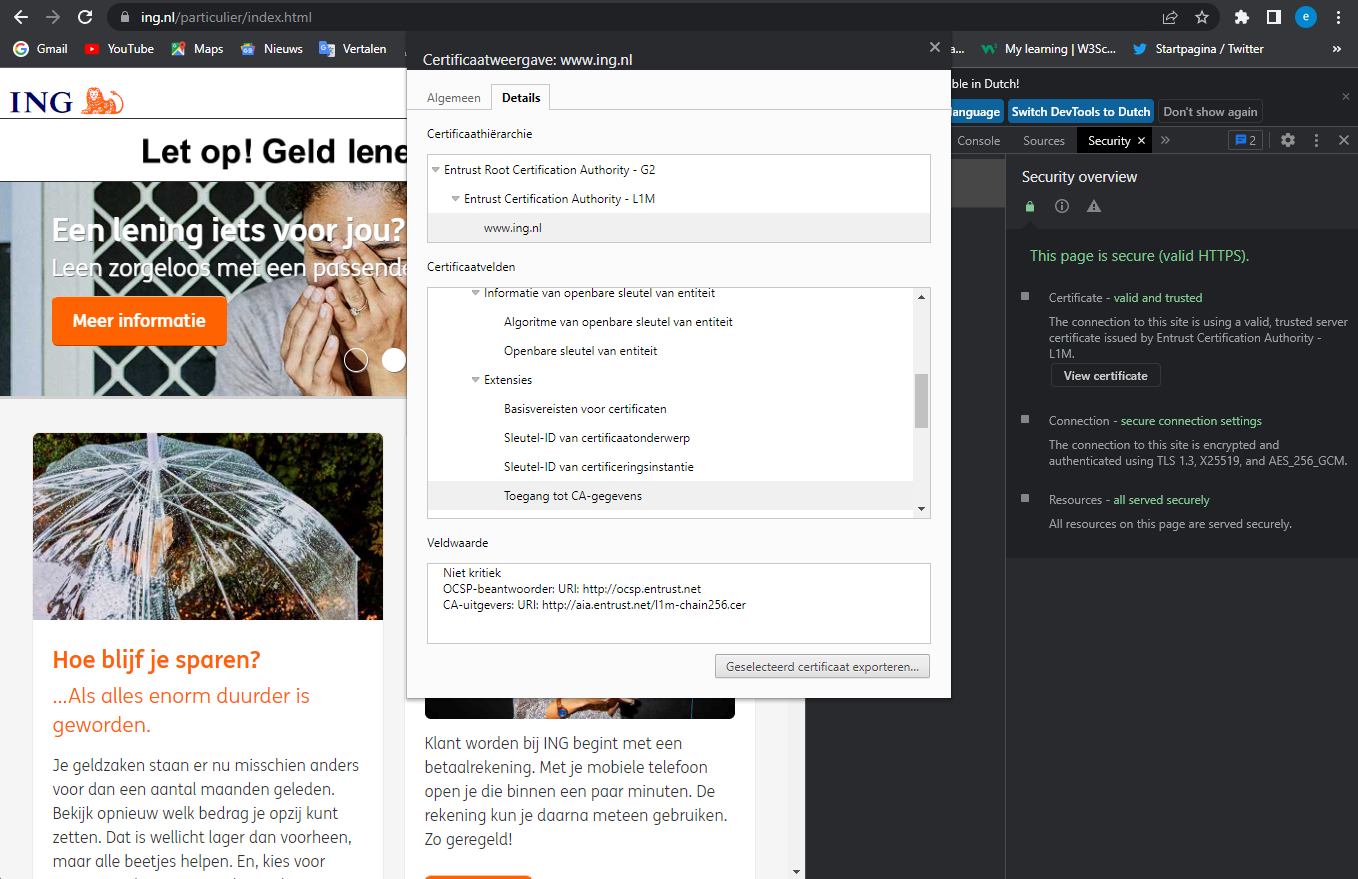 ing.nl/particulier/index.html
e
Gmail
YouTube
Maps
Nieuws
Vertalen
My learning | W3Sc...
Startpagina / Twitter
»
ING
Let op! Geld lene
Een lening iets voor jou?
Leen zorgeloos met een passende
Meer informatie
Hoe blijf je sparen?
...Als alles enorm duurder is
geworden.
Je geldzaken staan er nu misschien anders
voor dan een aantal maanden geleden.
Bekijk opnieuw welk bedrag je opzij kunt
zetten. Dat is wellicht lager dan voorheen,
maar alle beetjes helpen. En, kies voor
Klant worden bij ING begint met een
betaalrekening. Met je mobiele telefoon
open je die binnen een paar minuten. De
rekening kun je daarna meteen gebruiken.
Zo geregeld!
Certificaatweergave: www.ing.nl
Algemeen
Details
Certificaathiërarchie
Entrust Root Certification Authority - G2
Entrust Certification Authority - L1M
www.ing.nl
Certificaatvelden
Informatie van openbare sleutel van entiteit
Algoritme van openbare sleutel van entiteit
Openbare sleutel van entiteit
Extensies
Basisvereisten voor certificaten
Sleutel-ID van certificaatonderwerp
Sleutel-ID van certificeringsinstantie
Toegang tot CA-gegevens
Veldwaarde
Niet kritiek
OCSP-beantwoorder: URI: http://ocsp.entrust.net
CA-uitgevers: URI: http://aia.entrust.net/l1m-chain256.cer
Geselecteerd certificaat exporteren...
ble in Dutch!
anguage
Switch DevTools to Dutch
Don't show again
Console
Sources
Security
»
2
Security overview
This page is secure (valid HTTPS).
Certificate - valid and trusted
The connection to this site is using a valid, trusted server
certificate issued by Entrust Certification Authority -
L1M.
View certificate
Connection - secure connection settings
The connection to this site is encrypted and
authenticated using TLS 1.3, X25519, and AES_256_GCM.
Resources - all served securely
All resources on this page are served securely.